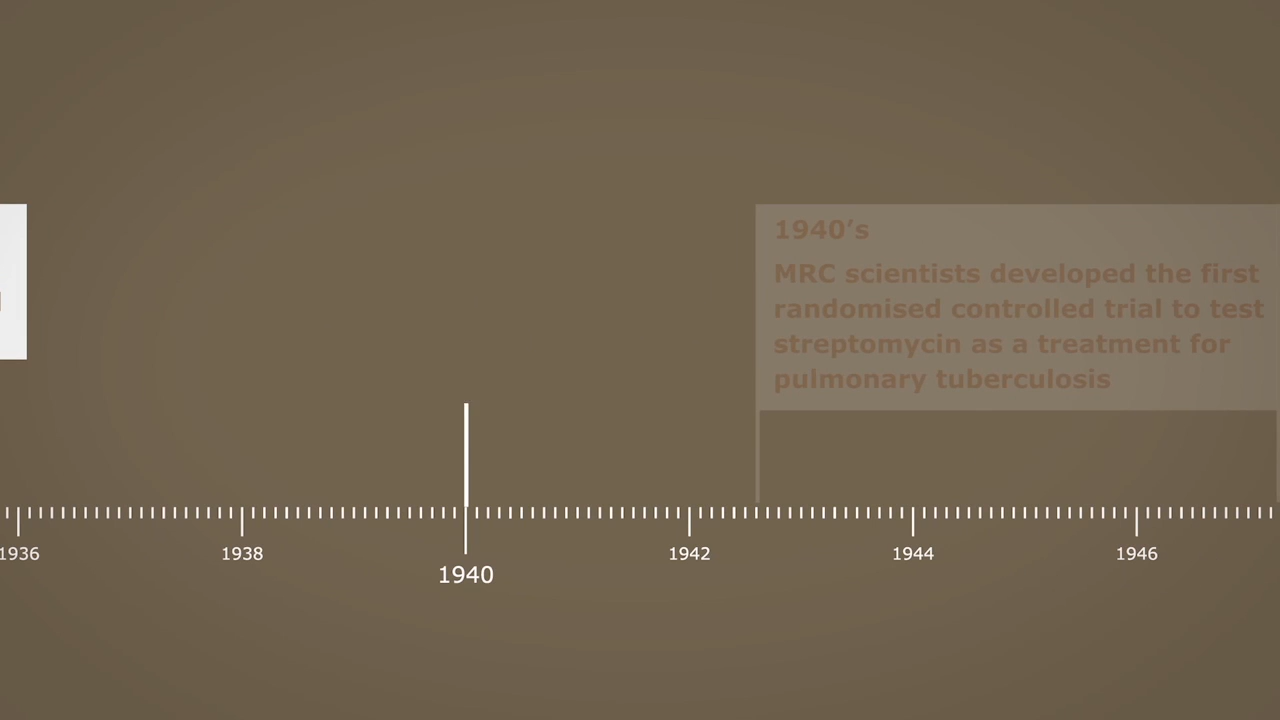 1940’s
MRC scientists developed the first
randomised controlled trial to test
streptomycin as a treatment for
pulmonary tuberculosis
1936
1938
1940
1942
1944
1946